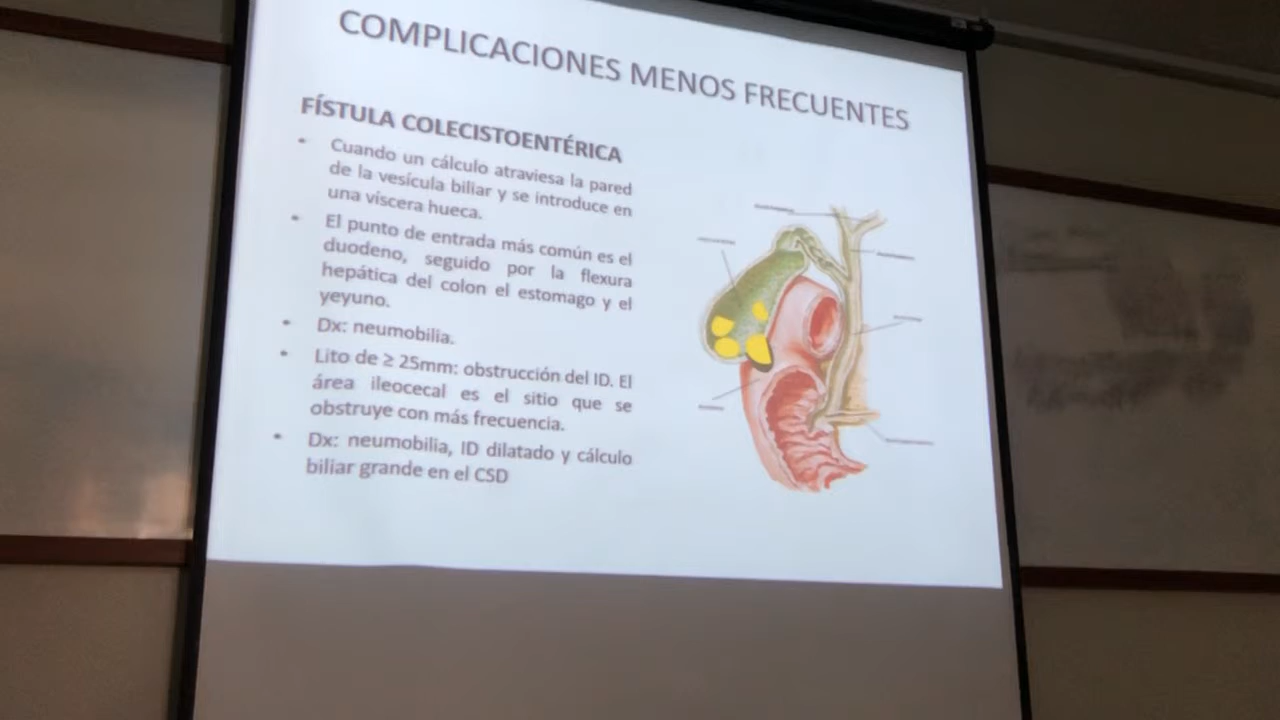 COMPLICACIONES MENOS FRECUENTES
FÍSTULA COLECISTOENTÉRICA
• Cuando un cálculo atraviesa la pared
de la vesícula biliar y se introduce en
una víscera hueca.
• El punto de entrada más común es el
duodeno, seguido por la flexura
hepática del colon el estomago y el
yeyuno.
• Dx: neumobilia.
• Lito de ≥ 25mm: obstrucción del ID. El
área ileocecal es el sitio que se
obstruye con más frecuencia.
• Dx: neumobilia, ID dilatado y cálculo
biliar grande en el CSD